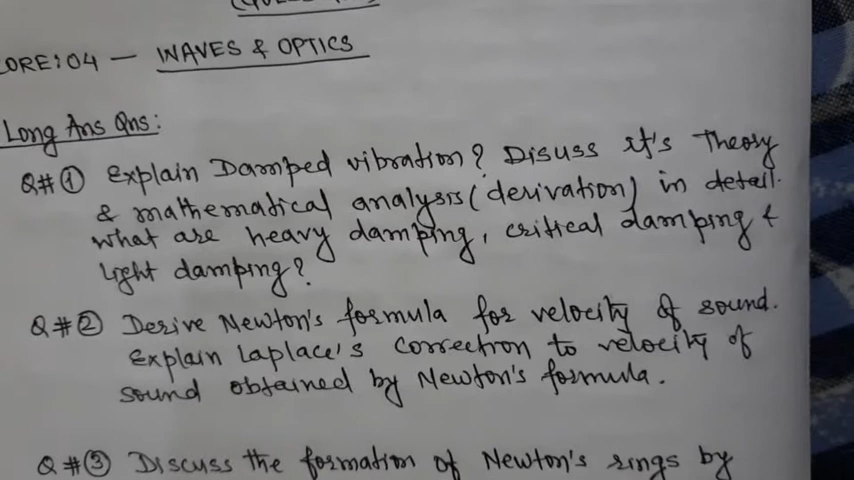 CORE:04 — WAVES & OPTICS
Long Ans Qns:
Q#① Explain Damped vibration? Disuss it's Theory
& mathematical analysis (derivation) in detail.
what are heavy damping, critical damping &
light damping?
Q#② Derive Newton's formula for velocity of sound.
Explain Laplace's correction to velocity of
sound obtained by Newton's formula.
Q#③ Discuss the formation of Newton's rings by